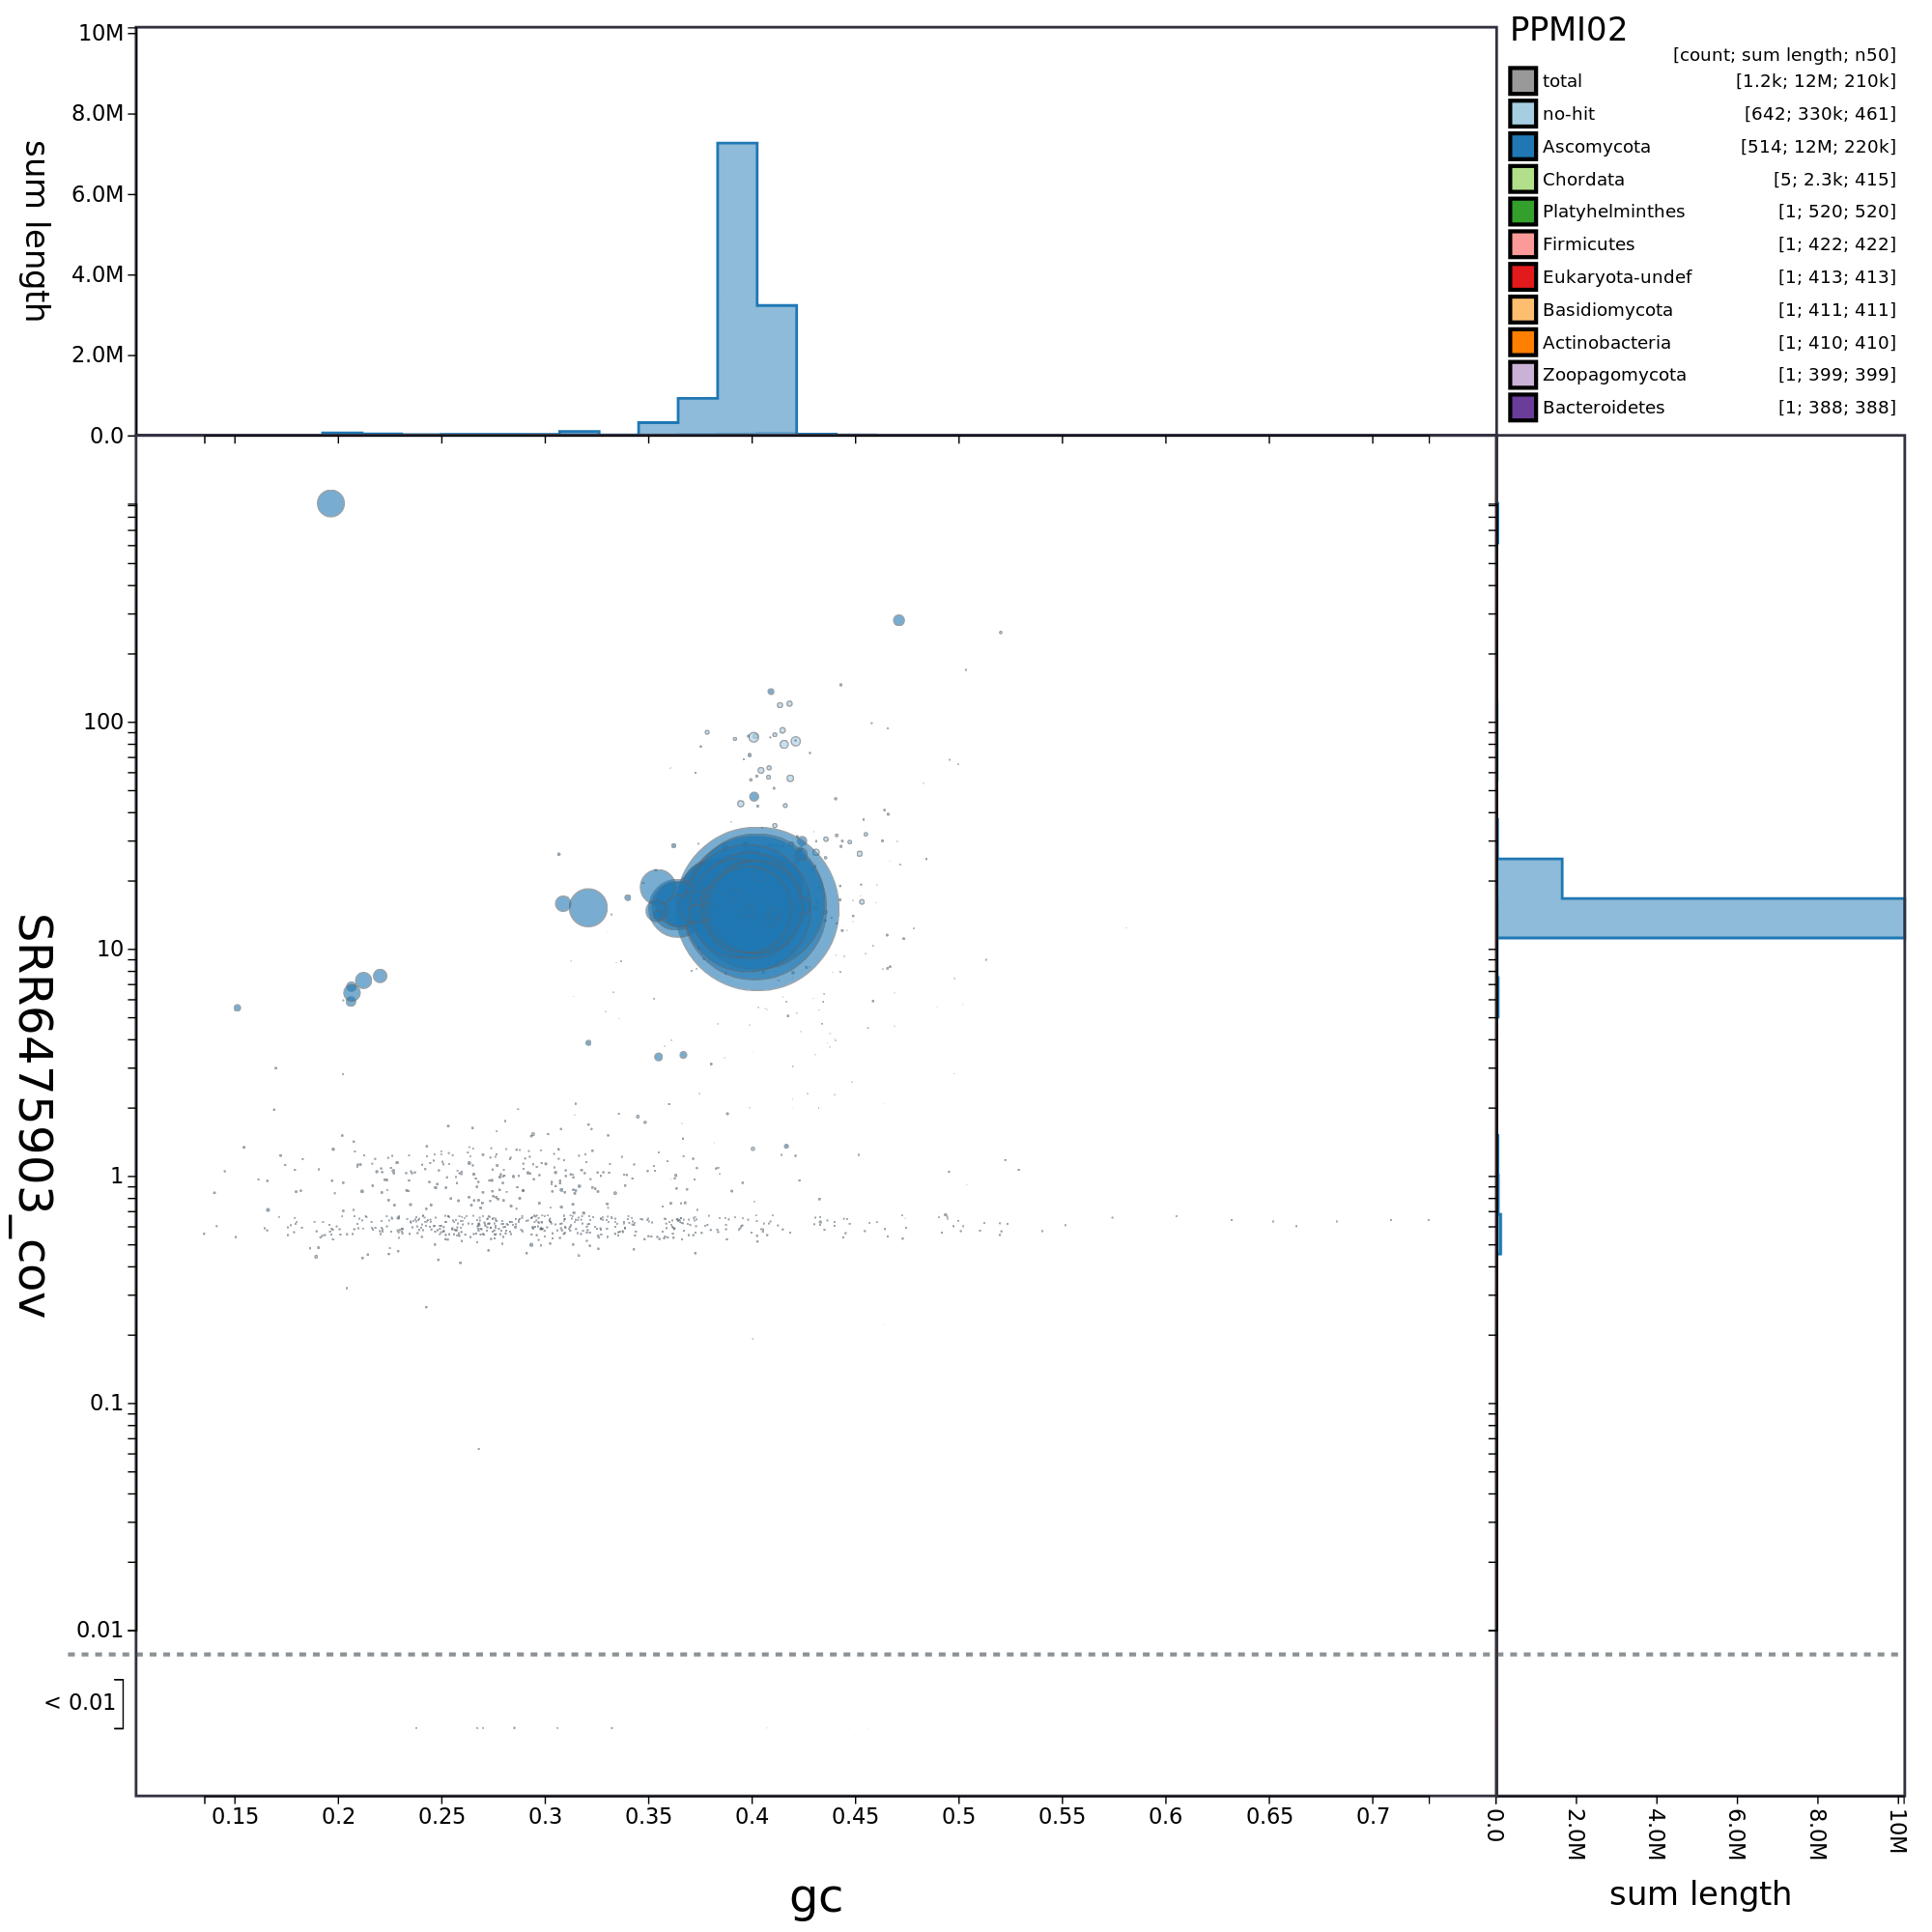 PPMI02
[count; sum length; n50]
total [1.2k; 12M; 210k]
no-hit [642; 330k; 461]
Ascomycota [514; 12M; 220k]
Chordata [5; 2.3k; 415]
Platyhelminthes [1; 520; 520]
Firmicutes [1; 422; 422]
Eukaryota-undef [1; 413; 413]
Basidiomycota [1; 411; 411]
Actinobacteria [1; 410; 410]
Zoopagomycota [1; 399; 399]
Bacteroidetes [1; 388; 388]
sum length
10M
8.0M
6.0M
4.0M
2.0M
0.0
SRR6475903_cov
100
10
1
0.1
0.01
< 0.01
0.15 0.2 0.25 0.3 0.35 0.4 0.45 0.5 0.55 0.6 0.65 0.7
gc
0.0 2.0M 4.0M 6.0M 8.0M 10M
sum length